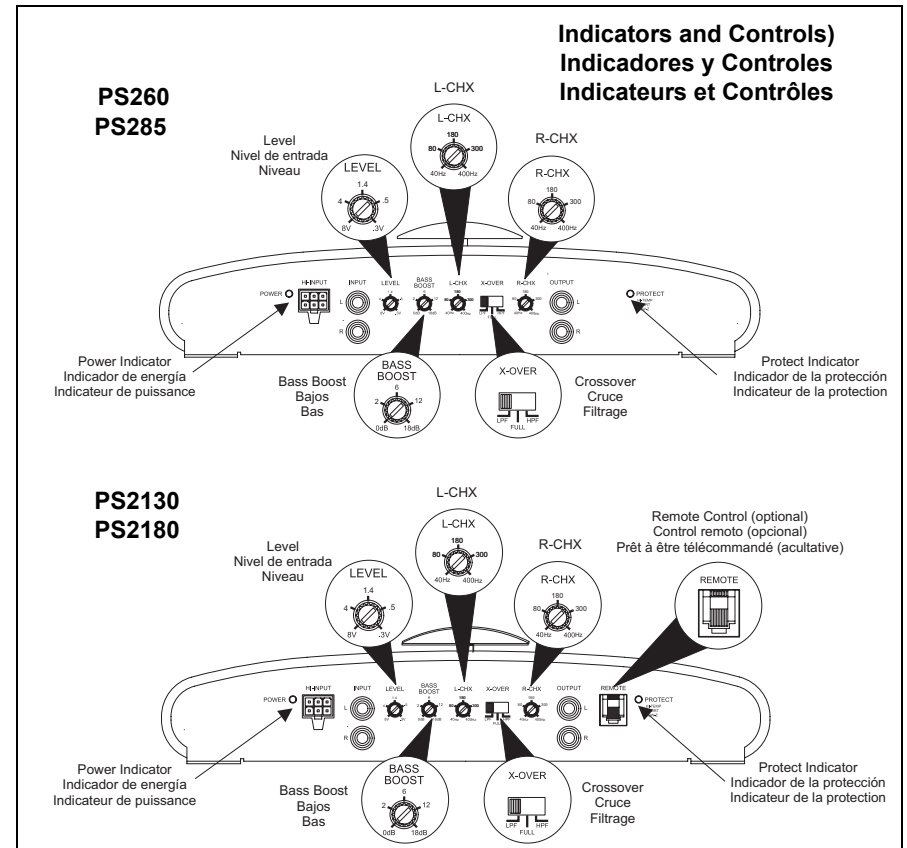 Indicators and Controls)
Indicadores y Controles
Indicateurs et Contrôles
PS260
PS285
L-CHX
L-CHX
180
80
300
40Hz
400Hz
R-CHX
R-CHX
180
80
300
40Hz
400Hz
Level
Nivel de entrada
Niveau
LEVEL
1.4
4
.5
8V
.3V
POWER
HI-INPUT
INPUT
L
R
LEVEL
BASS
BOOST
L-CHX
X-OVER
R-CHX
OUTPUT
L
R
PROTECT
Power Indicator
Indicador de energía
Indicateur de puissance
Bass Boost
Bajos
Bas
BASS
BOOST
6
2
12
0dB
18dB
X-OVER
LPF
HPF
FULL
Crossover
Cruce
Filtrage
Protect Indicator
Indicador de la protección
Indicateur de la protection
PS2130
PS2180
L-CHX
L-CHX
180
80
300
40Hz
400Hz
R-CHX
R-CHX
180
80
300
40Hz
400Hz
Level
Nivel de entrada
Niveau
LEVEL
1.4
4
.5
8V
.3V
Remote Control (optional)
Control remoto (opcional)
Prêt à être télécommandé (acultative)
REMOTE
POWER
HI-INPUT
INPUT
L
R
LEVEL
BASS
BOOST
L-CHX
X-OVER
R-CHX
OUTPUT
L
R
REMOTE
PROTECT
Power Indicator
Indicador de energía
Indicateur de puissance
Bass Boost
Bajos
Bas
BASS
BOOST
6
2
12
0dB
18dB
X-OVER
LPF
HPF
FULL
Crossover
Cruce
Filtrage
Protect Indicator
Indicador de la protección
Indicateur de la protection